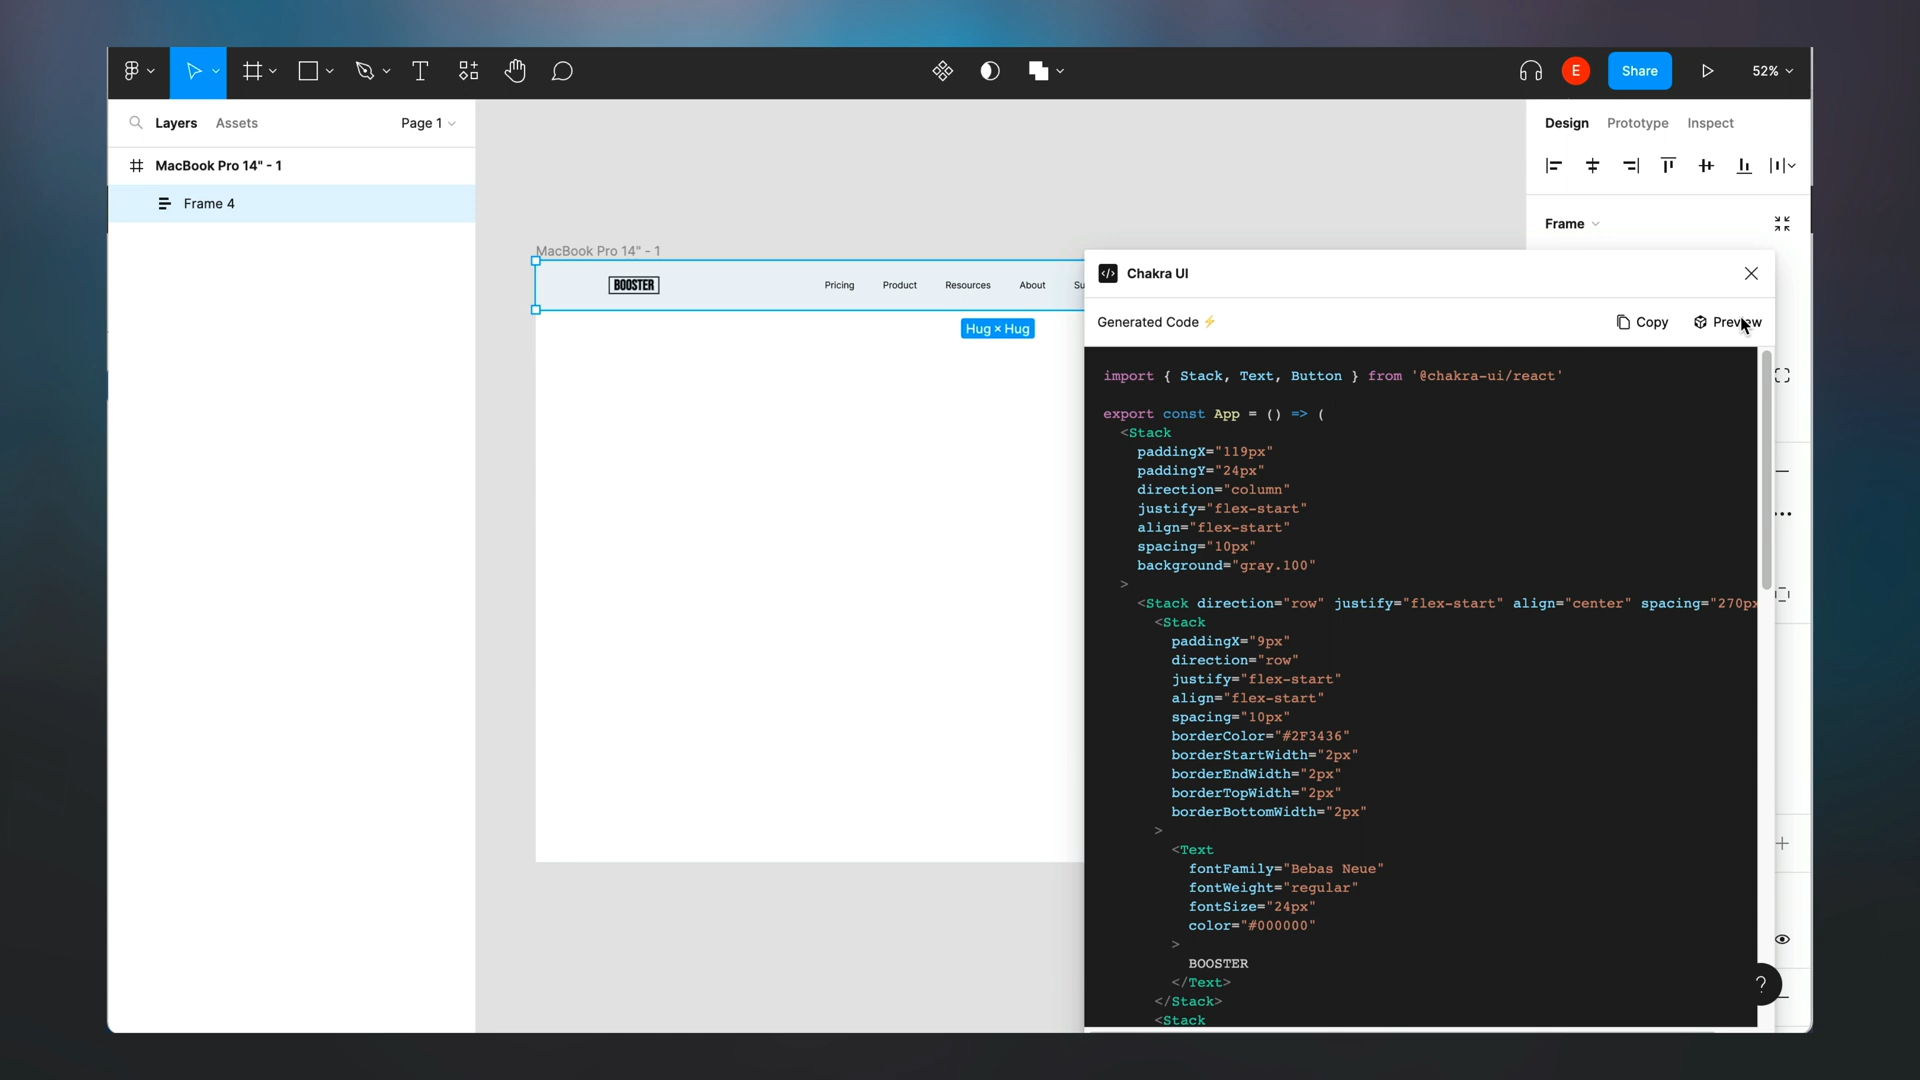 E
Share
52%
Layers
Assets
Page 1
Design
Prototype
Inspect
MacBook Pro 14" - 1
Frame 4
Frame
MacBook Pro 14" - 1
BOOSTER
Pricing
Product
Resources
About
Su
Hug × Hug
Chakra UI
Generated Code ⚡
Copy
Preview
import { Stack, Text, Button } from '@chakra-ui/react'
export const App = () => (
<Stack
paddingX="119px"
paddingY="24px"
direction="column"
justify="flex-start"
align="flex-start"
spacing="10px"
background="gray.100"
>
<Stack direction="row" justify="flex-start" align="center" spacing="270px
<Stack
paddingX="9px"
direction="row"
justify="flex-start"
align="flex-start"
spacing="10px"
borderColor="#2F3436"
borderStartWidth="2px"
borderEndWidth="2px"
borderTopWidth="2px"
borderBottomWidth="2px"
>
<Text
fontFamily="Bebas Neue"
fontWeight="regular"
fontSize="24px"
color="#000000"
>
BOOSTER
</Text>
</Stack>
<Stack
?